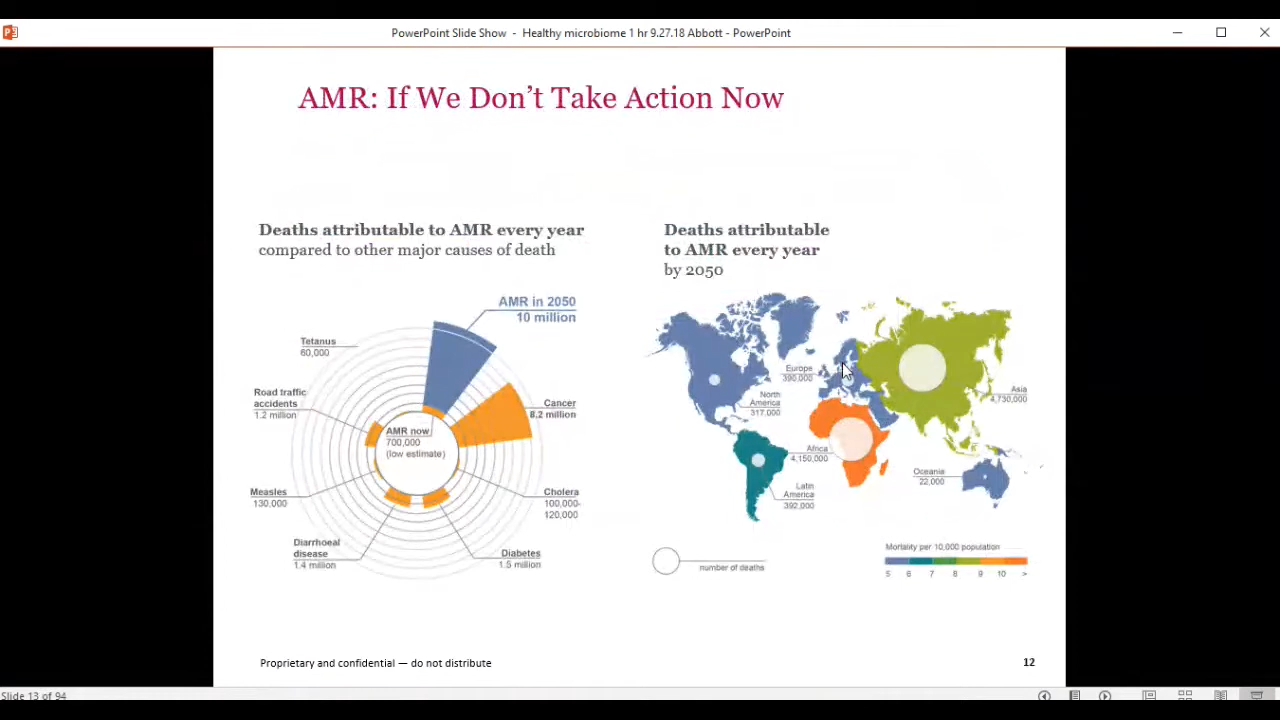 PowerPoint Slide Show - Healthy microbiome 1 hr 9.27.18 Abbott - PowerPoint
AMR: If We Don't Take Action Now
Deaths attributable to AMR every year
compared to other major causes of death
AMR in 2050
10 million
Tetanus
60,000
Road traffic
accidents
1.2 million
Cancer
8.2 million
AMR now
700,000
(low estimate)
Measles
130,000
Cholera
100,000-
120,000
Diarrhoeal
disease
1.4 million
Diabetes
1.5 million
Deaths attributable
to AMR every year
by 2050
Europe
390,000
North
America
317,000
Asia
4,730,000
Africa
4,150,000
Oceanie
22,000
Latin
America
392,000
number of deaths
Mortality per 10,000 population
5 6 7 8 9 10 >
Proprietary and confidential — do not distribute
12
Slide 13 of 94